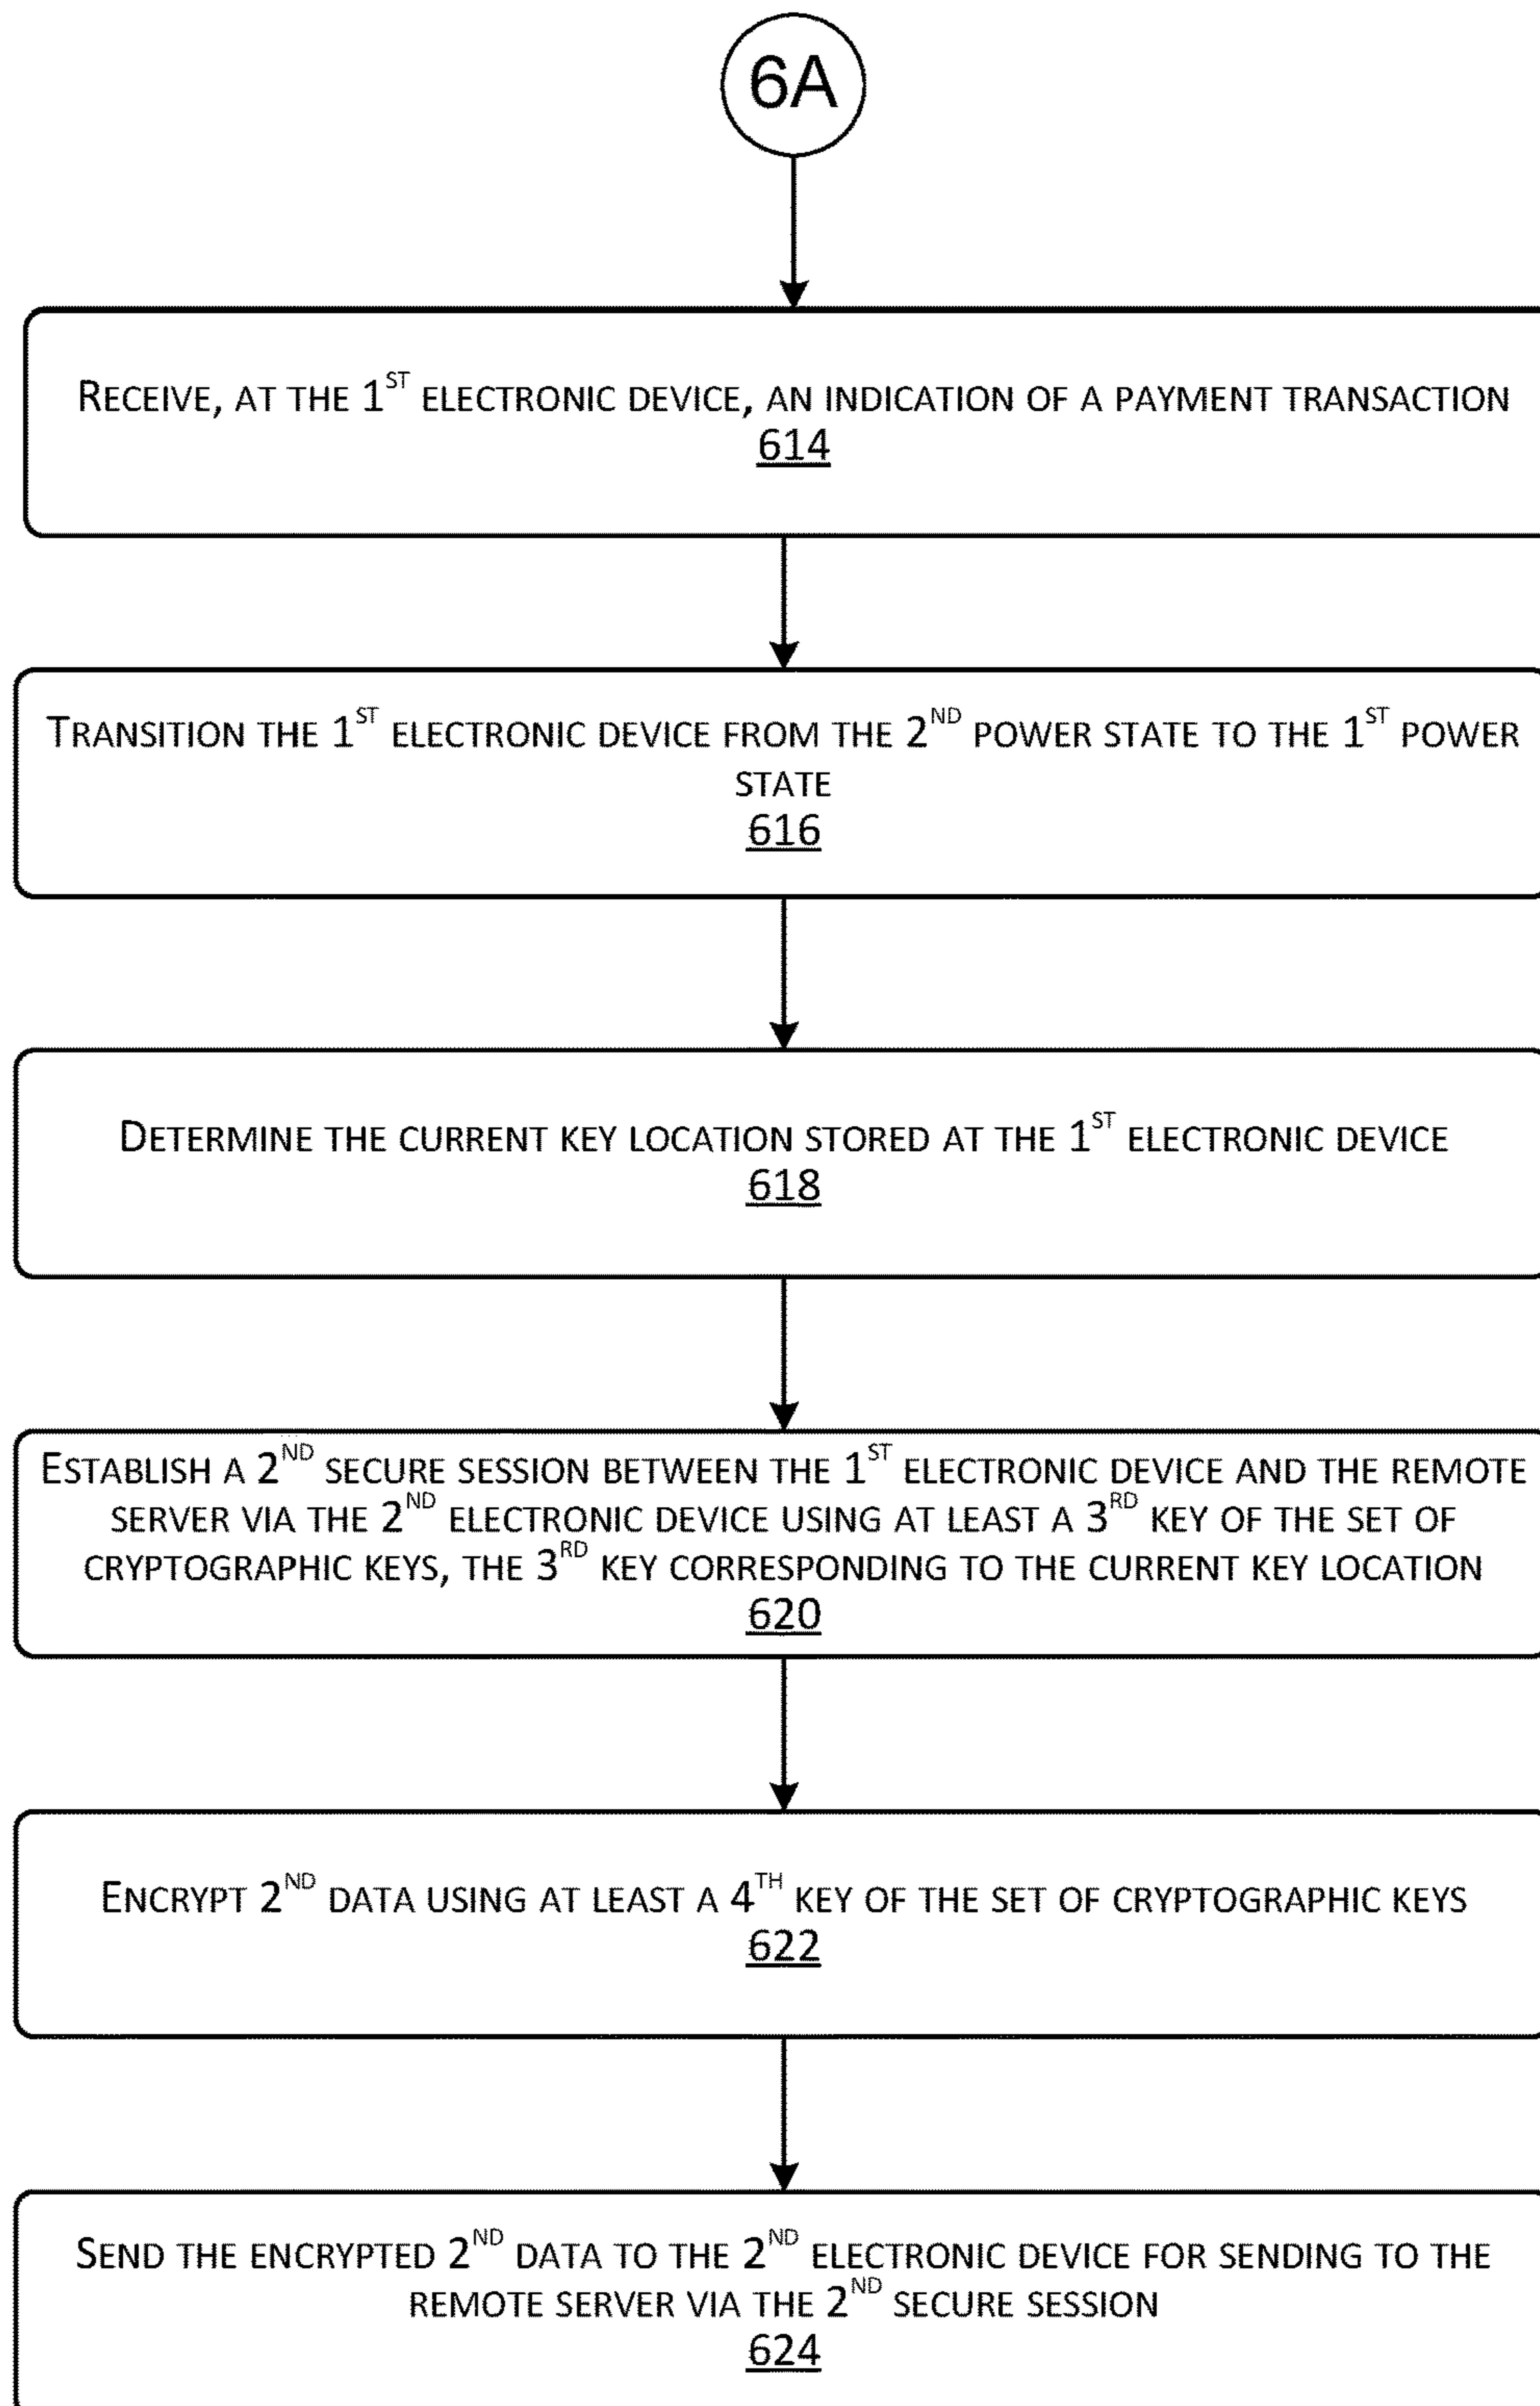 6A
RECEIVE, AT THE 1ST ELECTRONIC DEVICE, AN INDICATION OF A PAYMENT TRANSACTION
614
TRANSITION THE 1ST ELECTRONIC DEVICE FROM THE 2ND POWER STATE TO THE 1ST POWER
STATE
616
DETERMINE THE CURRENT KEY LOCATION STORED AT THE 1ST ELECTRONIC DEVICE
618
ESTABLISH A 2ND SECURE SESSION BETWEEN THE 1ST ELECTRONIC DEVICE AND THE REMOTE
SERVER VIA THE 2ND ELECTRONIC DEVICE USING AT LEAST A 3RD KEY OF THE SET OF
CRYPTOGRAPHIC KEYS, THE 3RD KEY CORRESPONDING TO THE CURRENT KEY LOCATION
620
ENCRYPT 2ND DATA USING AT LEAST A 4TH KEY OF THE SET OF CRYPTOGRAPHIC KEYS
622
SEND THE ENCRYPTED 2ND DATA TO THE 2ND ELECTRONIC DEVICE FOR SENDING TO THE
REMOTE SERVER VIA THE 2ND SECURE SESSION
624